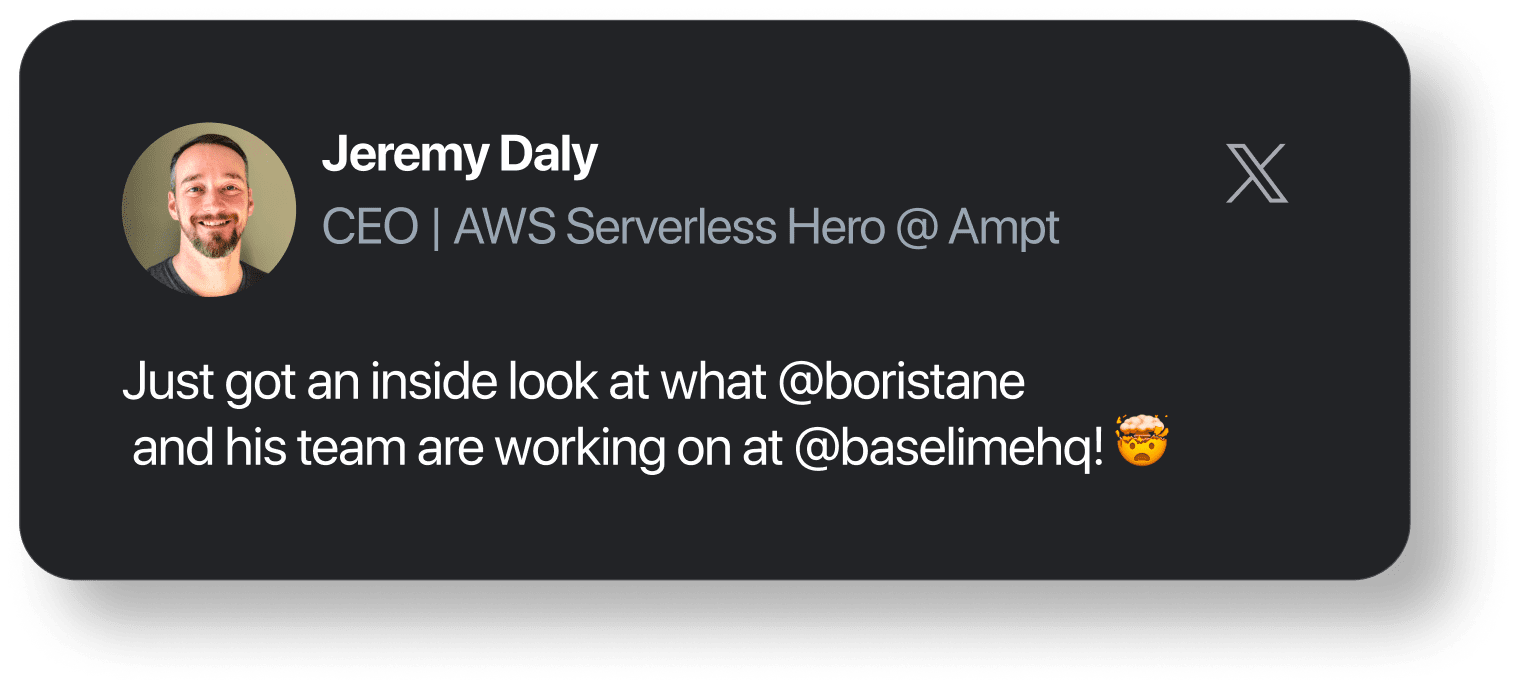 Jeremy Daly
CEO | AWS Serverless Hero @ Ampt
Just got an inside look at what @boristane
and his team are working on at @baselimehq! 🤯